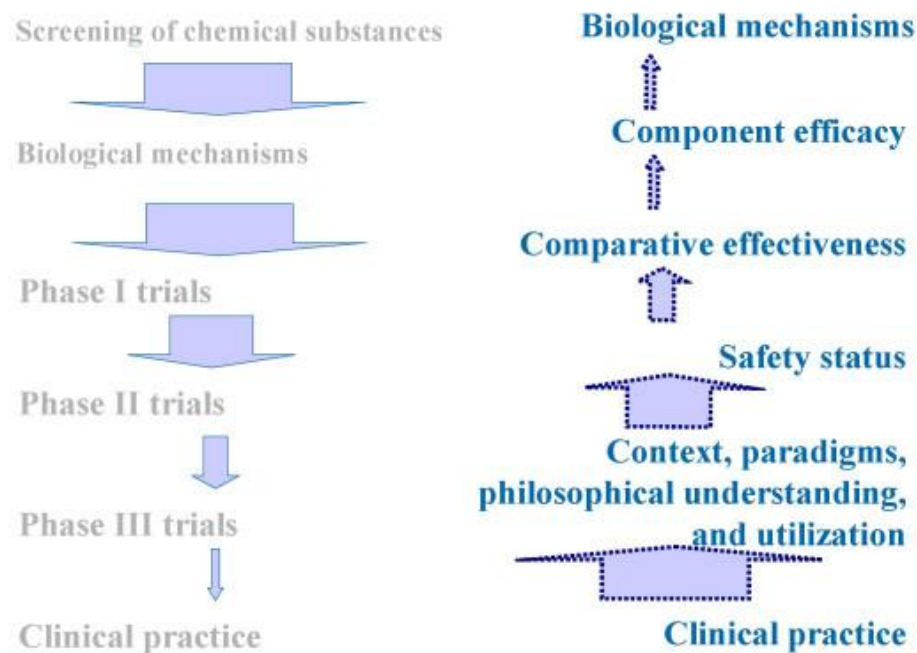 Screening of chemical substances
Biological mechanisms
Phase I trials
Phase II trials
Phase III trials
Clinical practice
Biological mechanisms
Component efficacy
Comparative effectiveness
Safety status
Context, paradigms,
philosophical understanding,
and utilization
Clinical practice